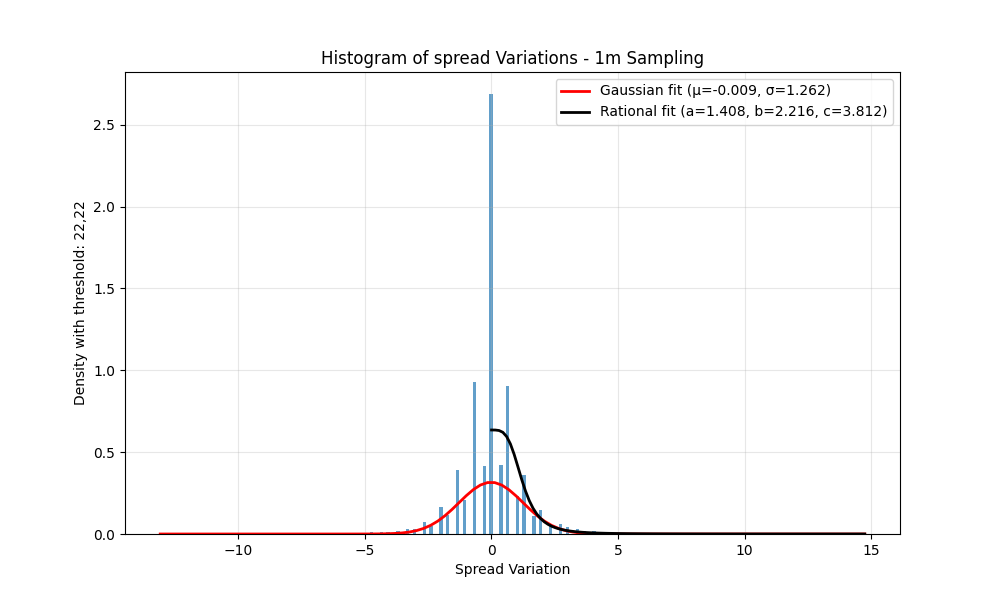 Histogram of spread Variations - 1m Sampling
Gaussian fit (μ=-0.009, σ=1.262)
Rational fit (a=1.408, b=2.216, c=3.812)
Density with threshold: 22,22
2.5
2.0
1.5
1.0
0.5
0.0
−10
−5
0
5
10
15
Spread Variation